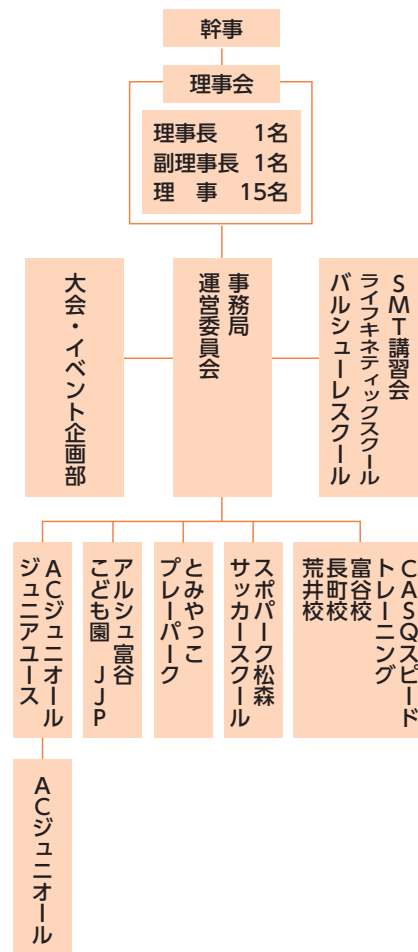 幹事
理事会
理事長 1名
副理事長 1名
理 事 15名
大会・イベント企画部
事務局
運営委員会
SMT講習会
ライフキネティックスクール
バルシューレスクール
ACジュニオール
ジュニアユース
アルシュ富谷
こども園 JJP
とみやっこ
プレーパーク
スポパーク松森
サッカースクール
CASQスピード
トレーニング
富谷校
長町校
荒井校
ACジュニオール